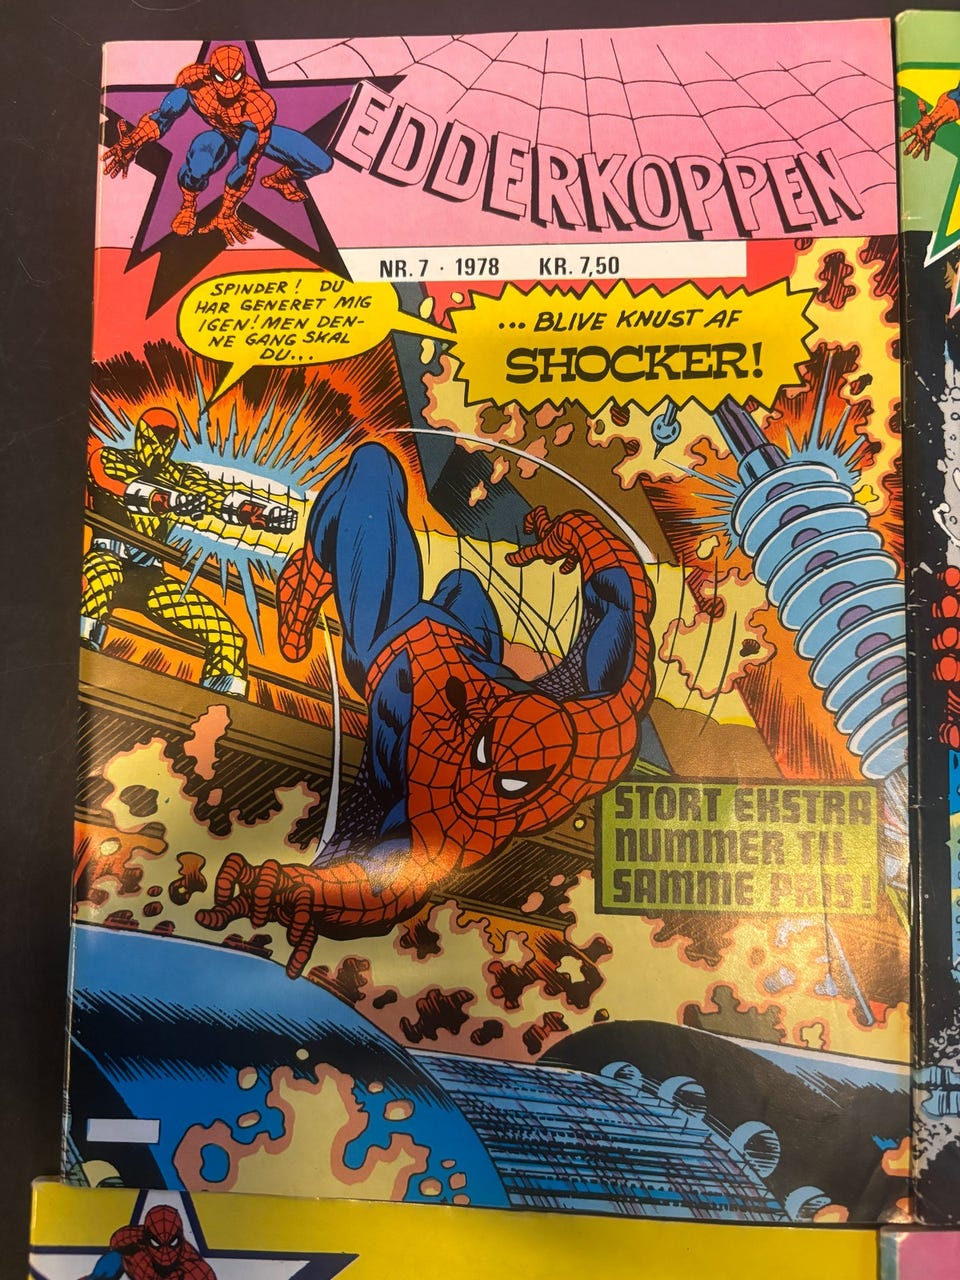 EDDERKOPPEN
NR. 7 · 1978 KR. 7,50
SPINDER! DU
HAR GENERET MIG
IGEN! MEN DEN-
NE GANG SKAL
DU...
...BLIVE KNUST AF
SHOCKER!
STORT EKSTRA
NUMMER TIL
SAMME PRIS!